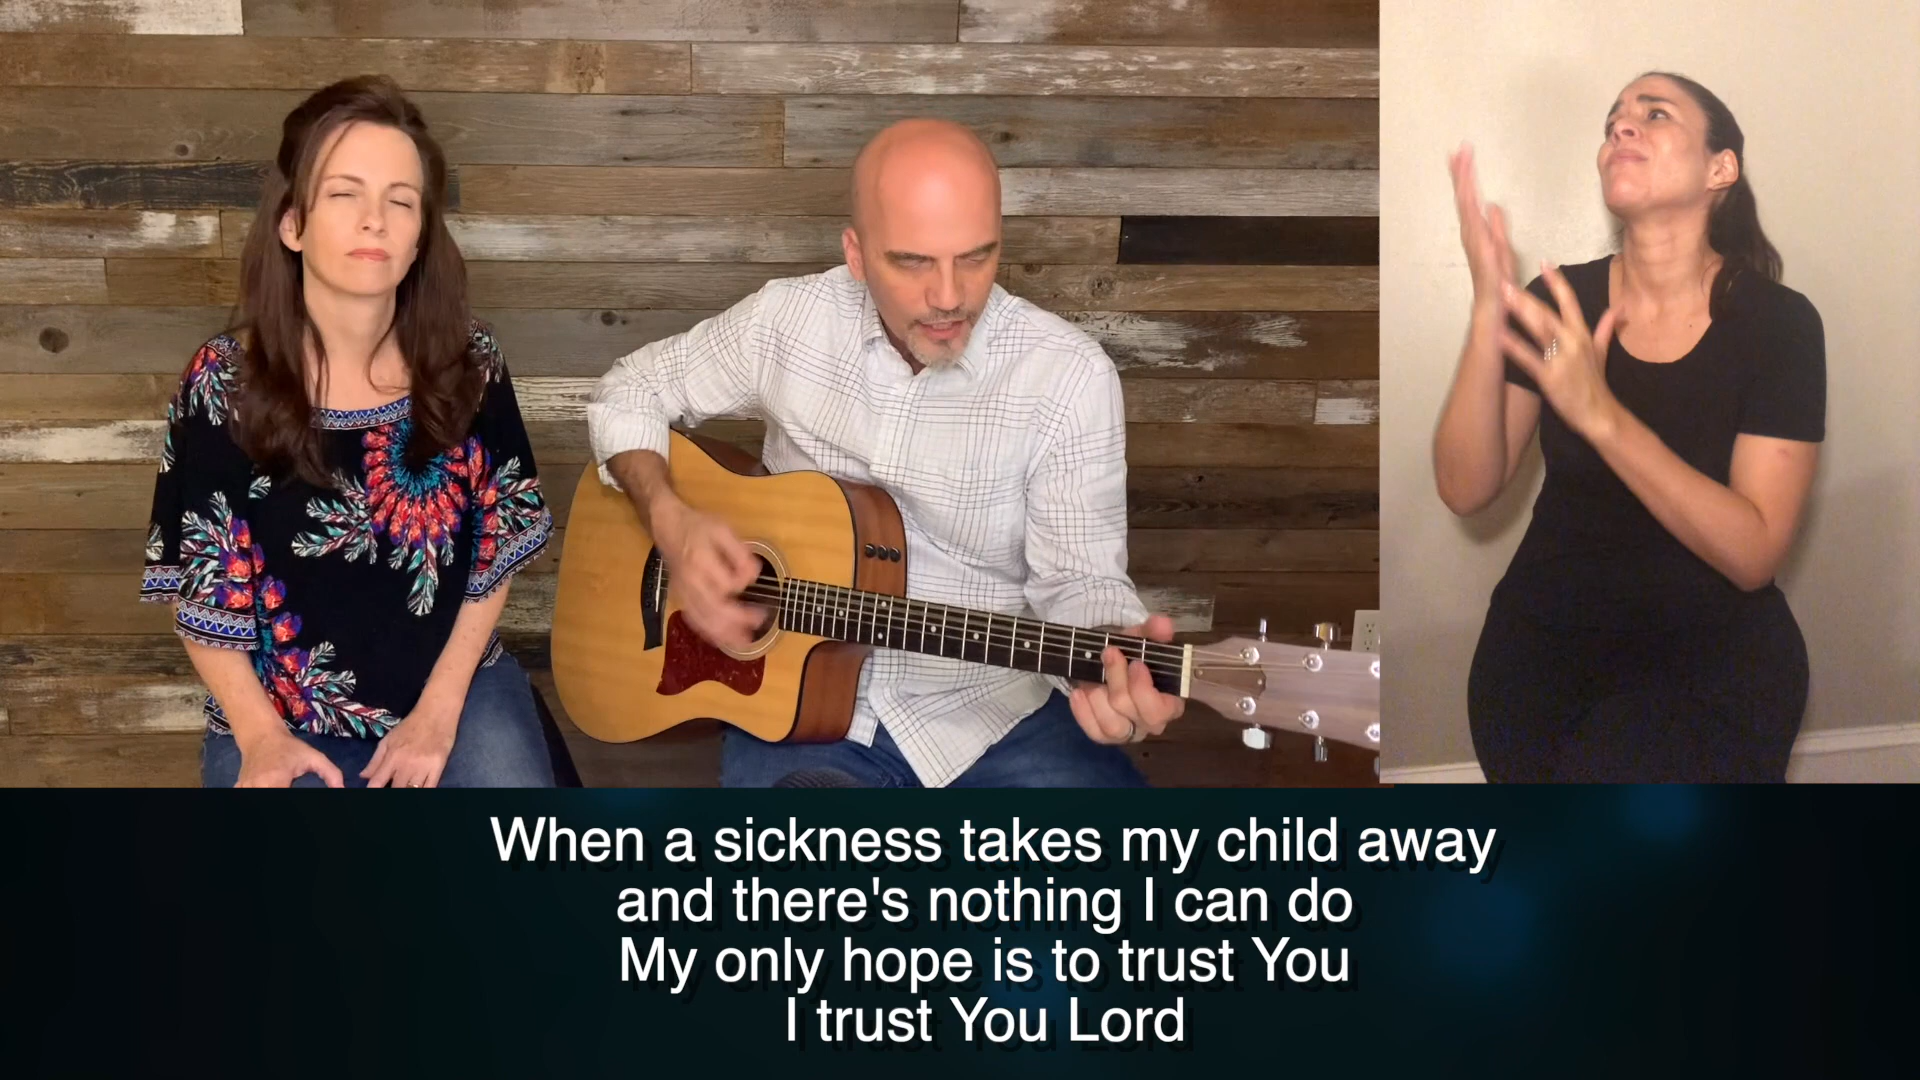 When a sickness takes my child away
and there's nothing I can do
My only hope is to trust You
I trust You Lord